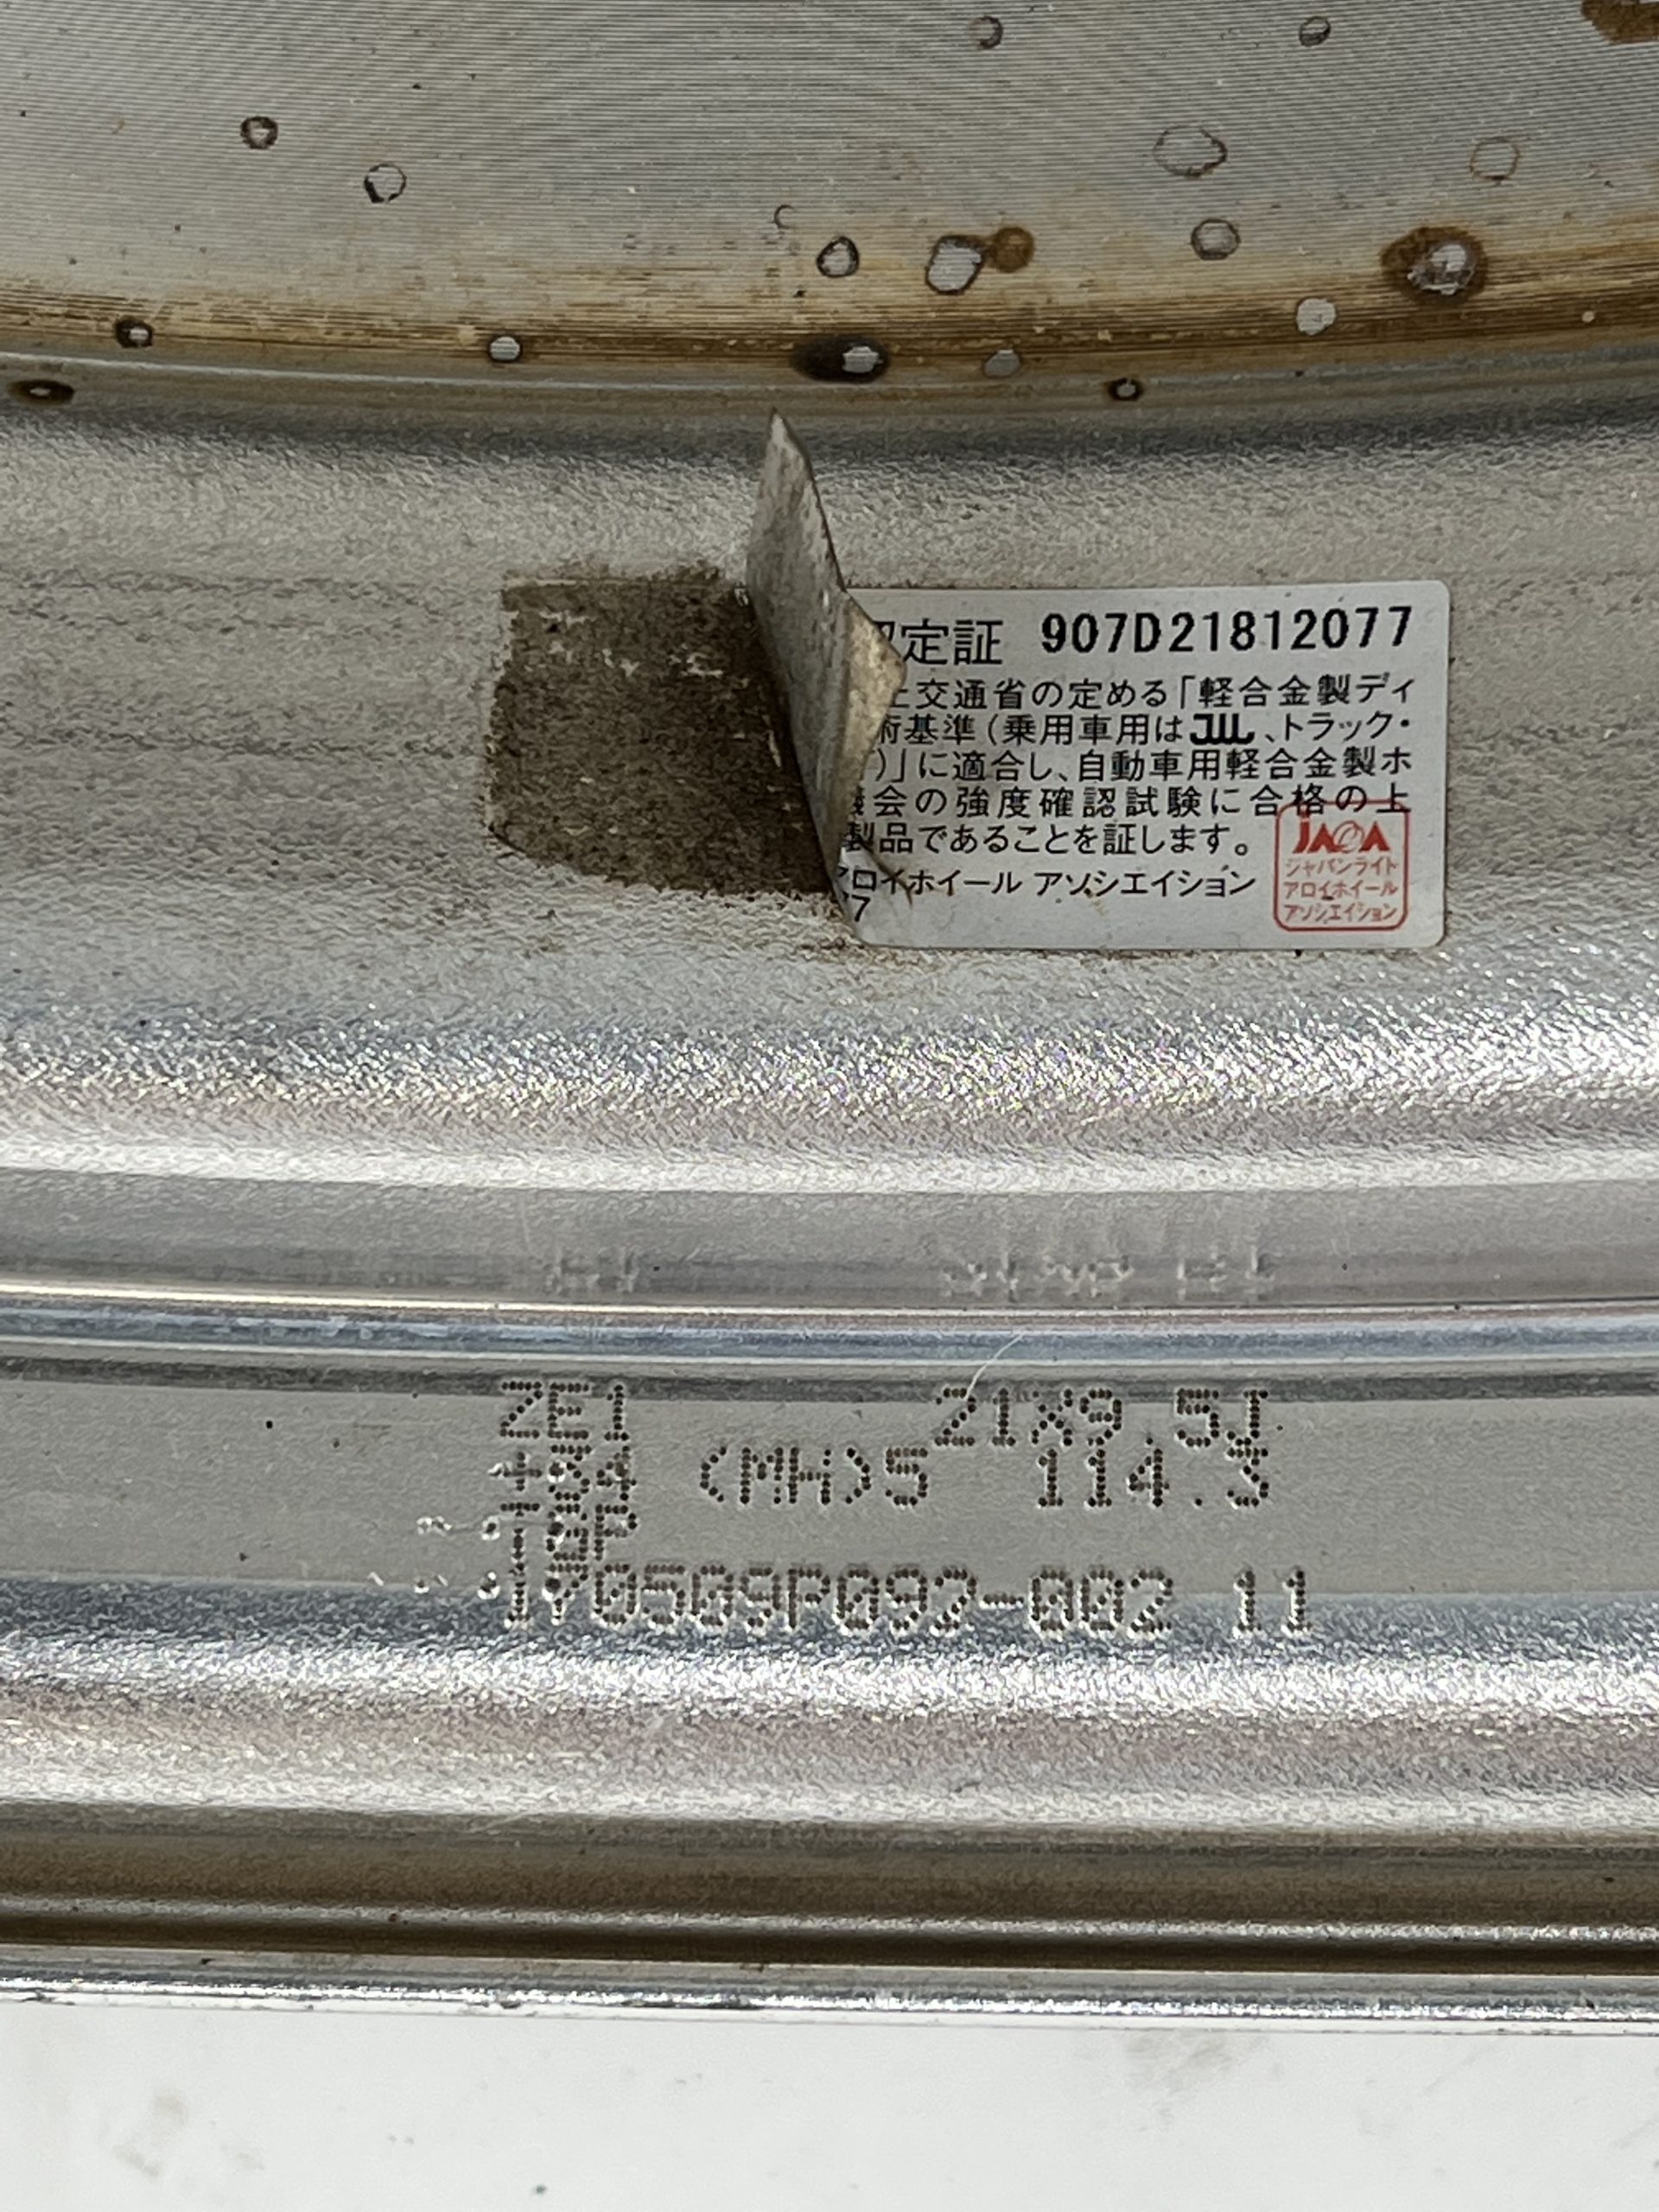 定証 907D21812077
交通省の定める「軽合金製ディ
術基準(乗用車用はJWL、トラック・
)」に適合し、自動車用軽合金製ホ
会の強度確認試験に合格の上
製品であることを証します。
アロイホイール アソシエイション
7
JAWA
ジャパンライト
アロイホイール
アソシエイション
ZE1 21X9.5J
+34 (MH)5 114.3
170509P092-002 11